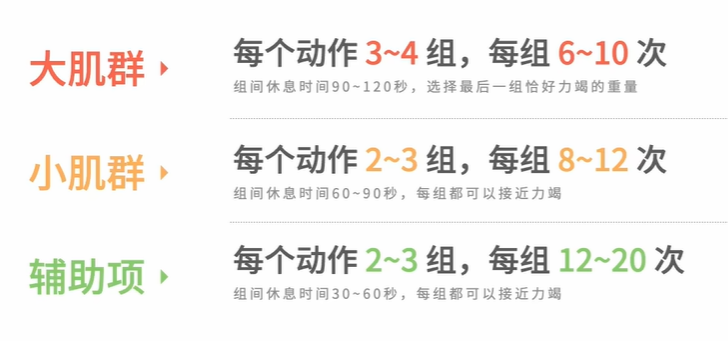 大肌群
每个动作 3~4 组，每组 6~10 次
组间休息时间90~120秒，选择最后一组恰好力竭的重量
小肌群
每个动作 2~3 组，每组 8~12 次
组间休息时间60~90秒，每组都可以接近力竭
辅助项
每个动作 2~3 组，每组 12~20 次
组间休息时间30~60秒，每组都可以接近力竭